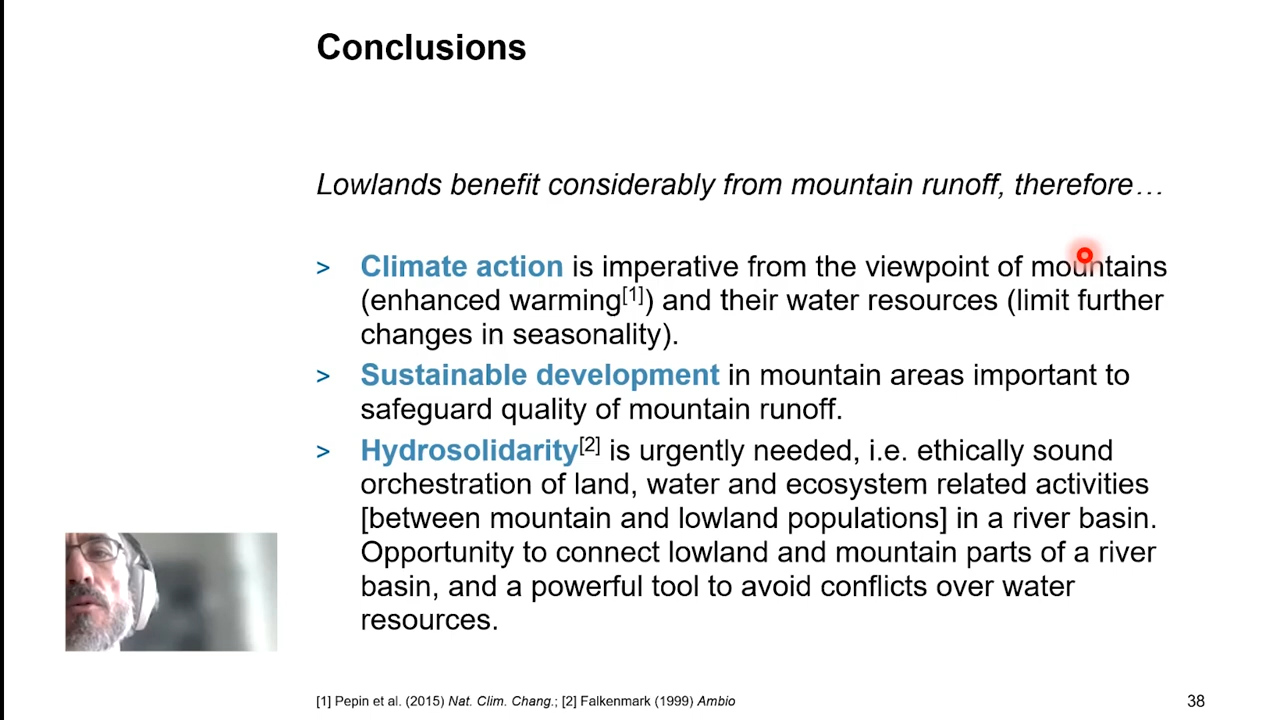 Conclusions
Lowlands benefit considerably from mountain runoff, therefore…
> Climate action is imperative from the viewpoint of mountains
(enhanced warming[1]) and their water resources (limit further
changes in seasonality).
> Sustainable development in mountain areas important to
safeguard quality of mountain runoff.
> Hydrosolidarity[2] is urgently needed, i.e. ethically sound
orchestration of land, water and ecosystem related activities
[between mountain and lowland populations] in a river basin.
Opportunity to connect lowland and mountain parts of a river
basin, and a powerful tool to avoid conflicts over water
resources.
[1] Pepin et al. (2015) Nat. Clim. Chang.; [2] Falkenmark (1999) Ambio
38